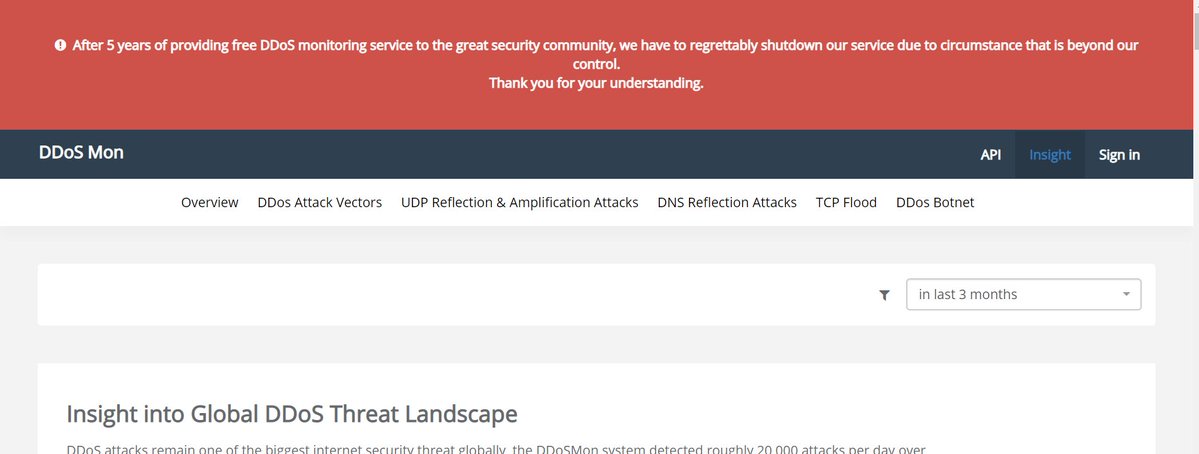 After 5 years of providing free DDoS monitoring service to the great security community, we have to regrettably shutdown our service due to circumstance that is beyond our
control.
Thank you for your understanding.
DDoS Mon
API
Insight
Sign in
Overview
DDos Attack Vectors
UDP Reflection & Amplification Attacks
DNS Reflection Attacks
TCP Flood
DDos Botnet
in last 3 months
Insight into Global DDoS Threat Landscape
DDoS attacks remain one of the biggest internet security threat globally, the DDoSMon system detected roughly 20,000 attacks per day over